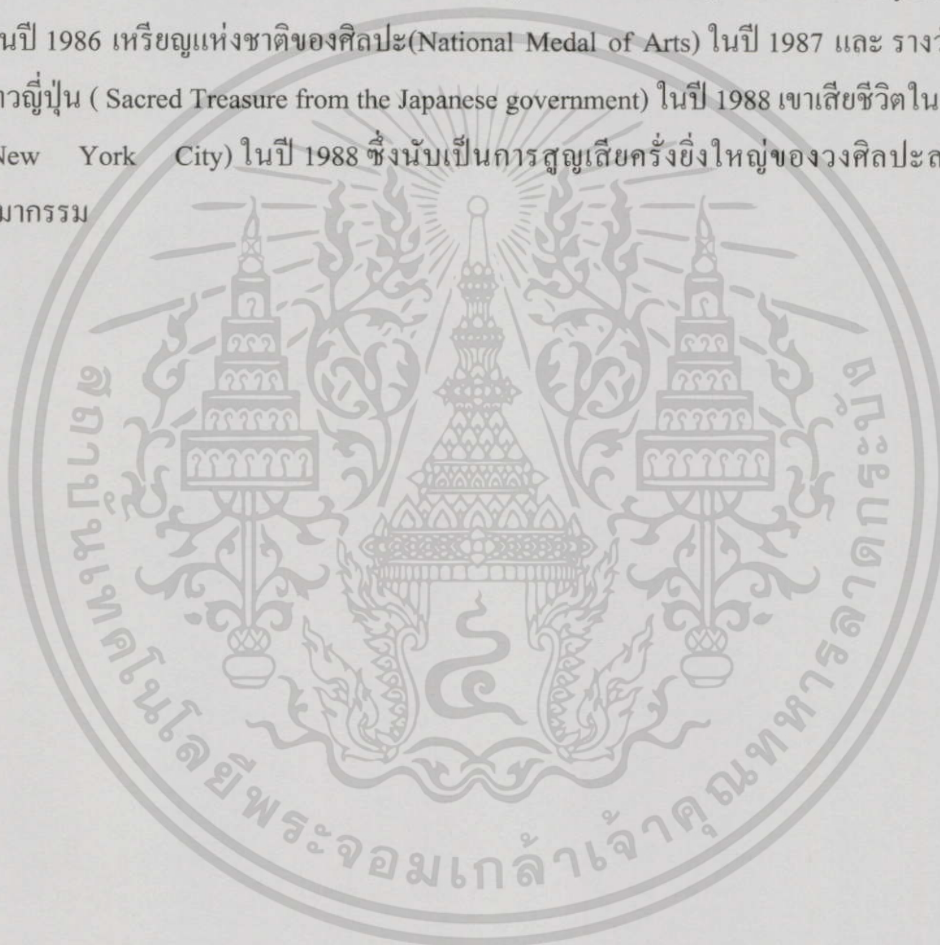 นปี 1986 เหรียญแห่งชาติของศิลปะ(National Medal of Arts) ในปี 1987 และ ราง
าวญี่ปุ่น ( Sacred Treasure from the Japanese government) ในปี 1988 เขาเสียชีวิตใน
New York City) ในปี 1988 ซึ่งนับเป็นการสูญเสียครั้งยิ่งใหญ่ของวงศิลปะ
มากรรม
สถาบันเทคโนโลยีพระจอมเกล้าเจ้าคุณทหารลาดกระบัง
๔